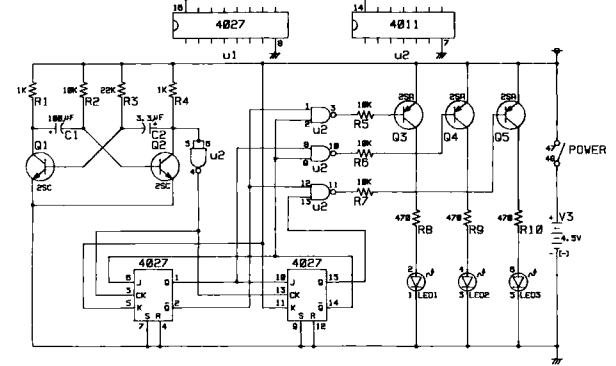 16
4027
8
u1
14
4011
7
u2
1K
R1
10K
R2
22K
R3
1K
R4
100µF
C1
3.3µF
C2
Q1
2SC
Q2
2SC
5 6
u2
4
1
2
3
u2
10K
R5
8
9
10
u2
10K
R6
12
13
11
u2
10K
R7
2SA
Q3
2SA
Q4
2SA
Q5
47
48
POWER
+
V3
4.5V
(-)
470
R8
470
R9
470
R10
2
1 LED1
4
3 LED2
6
5 LED3
4027
6 J Q 1
3 CK
5 K Q 2
S R
7 4
4027
10 J Q 15
13 CK
11 K Q 14
S R
9 12